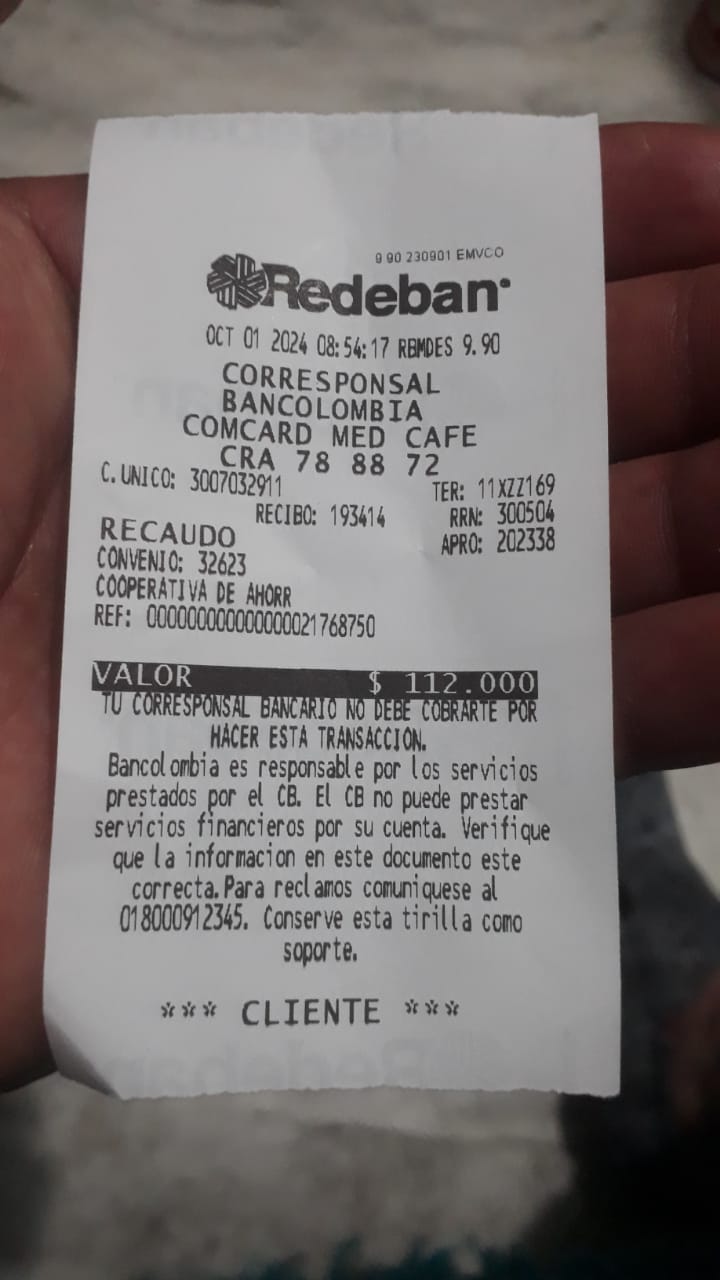 9 90 230901 EMVCO
Redeban
OCT 01 2024 08:54:17 RBMDES 9.90
CORRESPONSAL
BANCOLOMBIA
COMCARD MED CAFE
CRA 78 88 72
C. UNICO: 3007032911 TER: 11XZZ169
RECIBO: 193414 RRN: 300504
RECAUDO APRO: 202338
CONVENIO: 32623
COOPERATIVA DE AHORR
REF: 000000000000000021768750
VALOR $ 112.000
TU CORRESPONSAL BANCARIO NO DEBE COBRARTE POR
HACER ESTA TRANSACCION.
Bancolombia es responsable por los servicios
prestados por el CB. El CB no puede prestar
servicios financieros por su cuenta. Verifique
que la informacion en este documento este
correcta. Para reclamos comuniquese al
018000912345. Conserve esta tirilla como
soporte.
*** CLIENTE ***